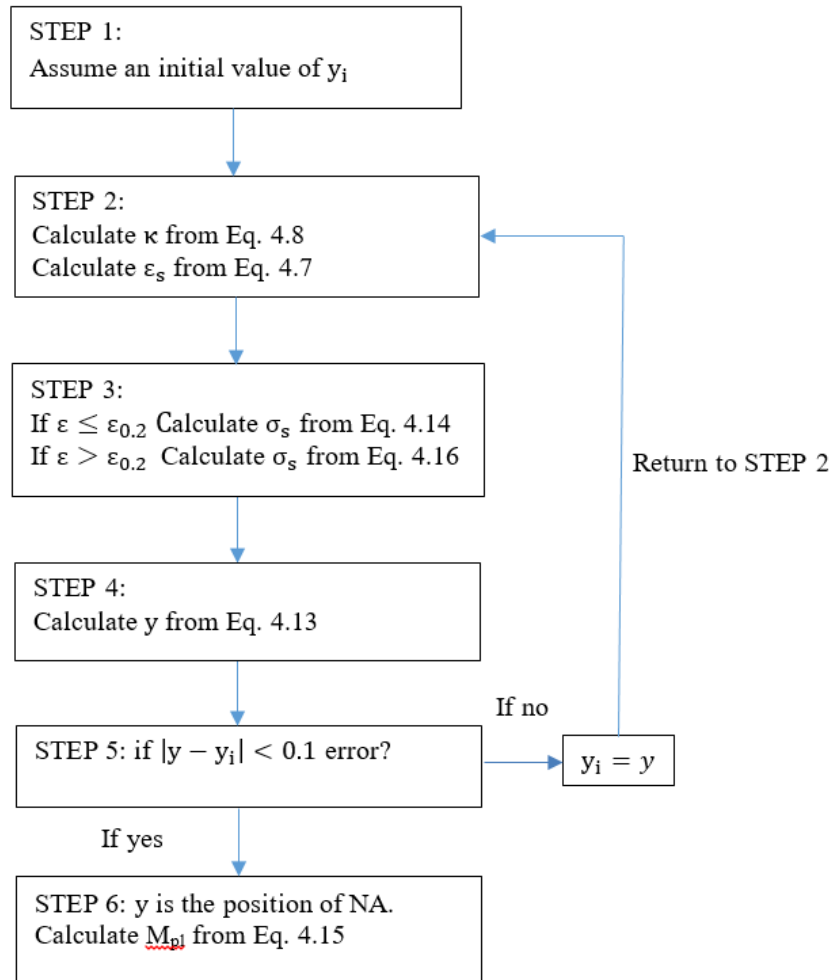 STEP 1:
Assume an initial value of yᵢ
STEP 2:
Calculate κ from Eq. 4.8
Calculate εₛ from Eq. 4.7
STEP 3:
If ε ≤ ε₀.₂ Calculate σₛ from Eq. 4.14
If ε > ε₀.₂ Calculate σₛ from Eq. 4.16
Return to STEP 2
STEP 4:
Calculate y from Eq. 4.13
If no
STEP 5: if |y − yᵢ| < 0.1 error?
yᵢ = y
If yes
STEP 6: y is the position of NA.
Calculate Mₚₗ from Eq. 4.15